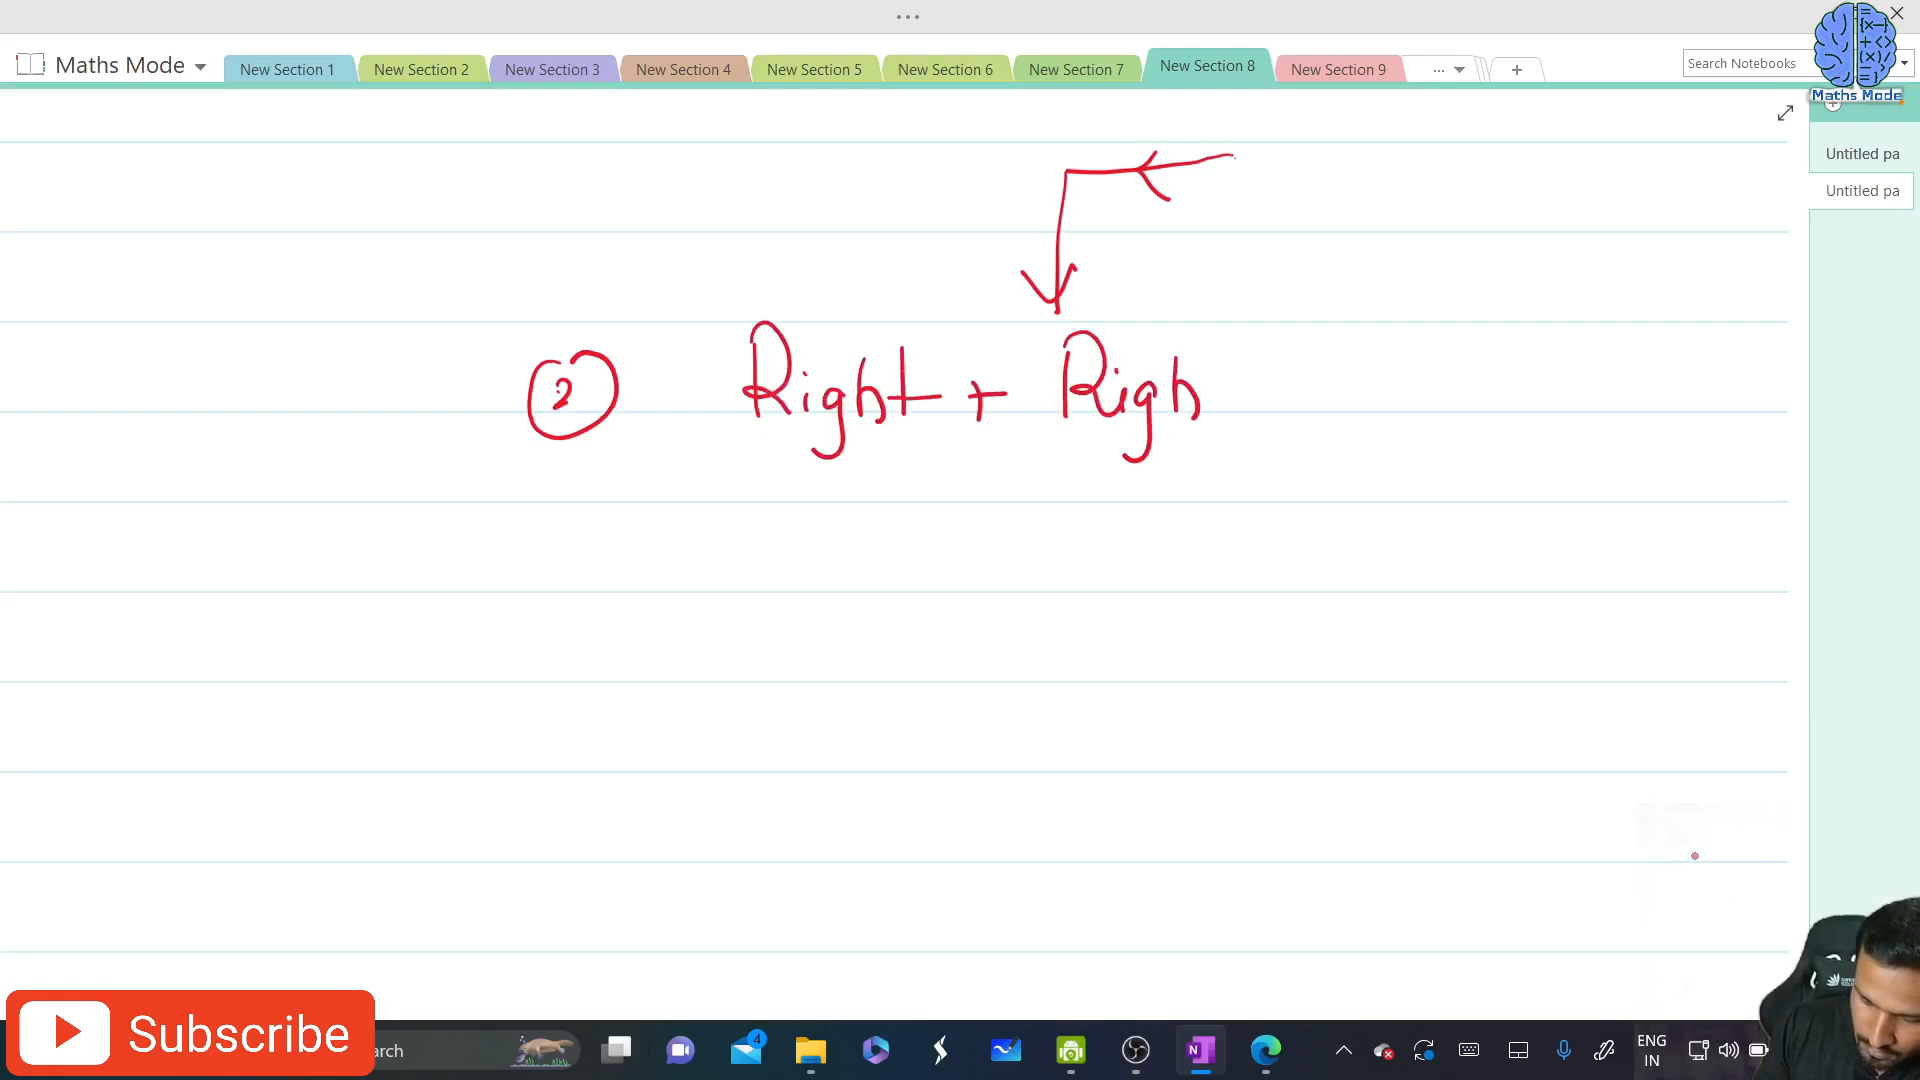 Maths Mode
New Section 1
New Section 2
New Section 3
New Section 4
New Section 5
New Section 6
New Section 7
New Section 8
New Section 9
...
Search Notebooks
Maths Mode
Untitled pa
Untitled pa
2 Right + Righ
Subscribe
arch
4
ENG
IN